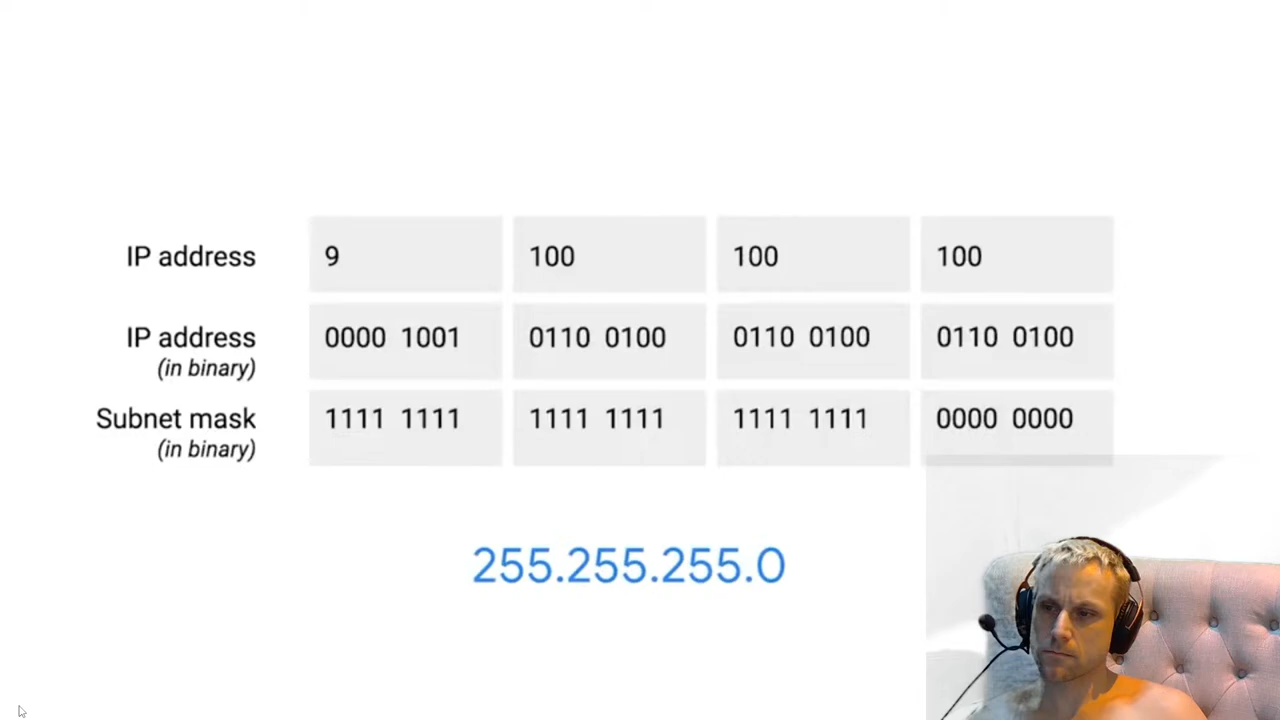 IP address 9 100 100 100
IP address 0000 1001 0110 0100 0110 0100 0110 0100
(in binary)
Subnet mask 1111 1111 1111 1111 1111 1111 0000 0000
(in binary)
255.255.255.0